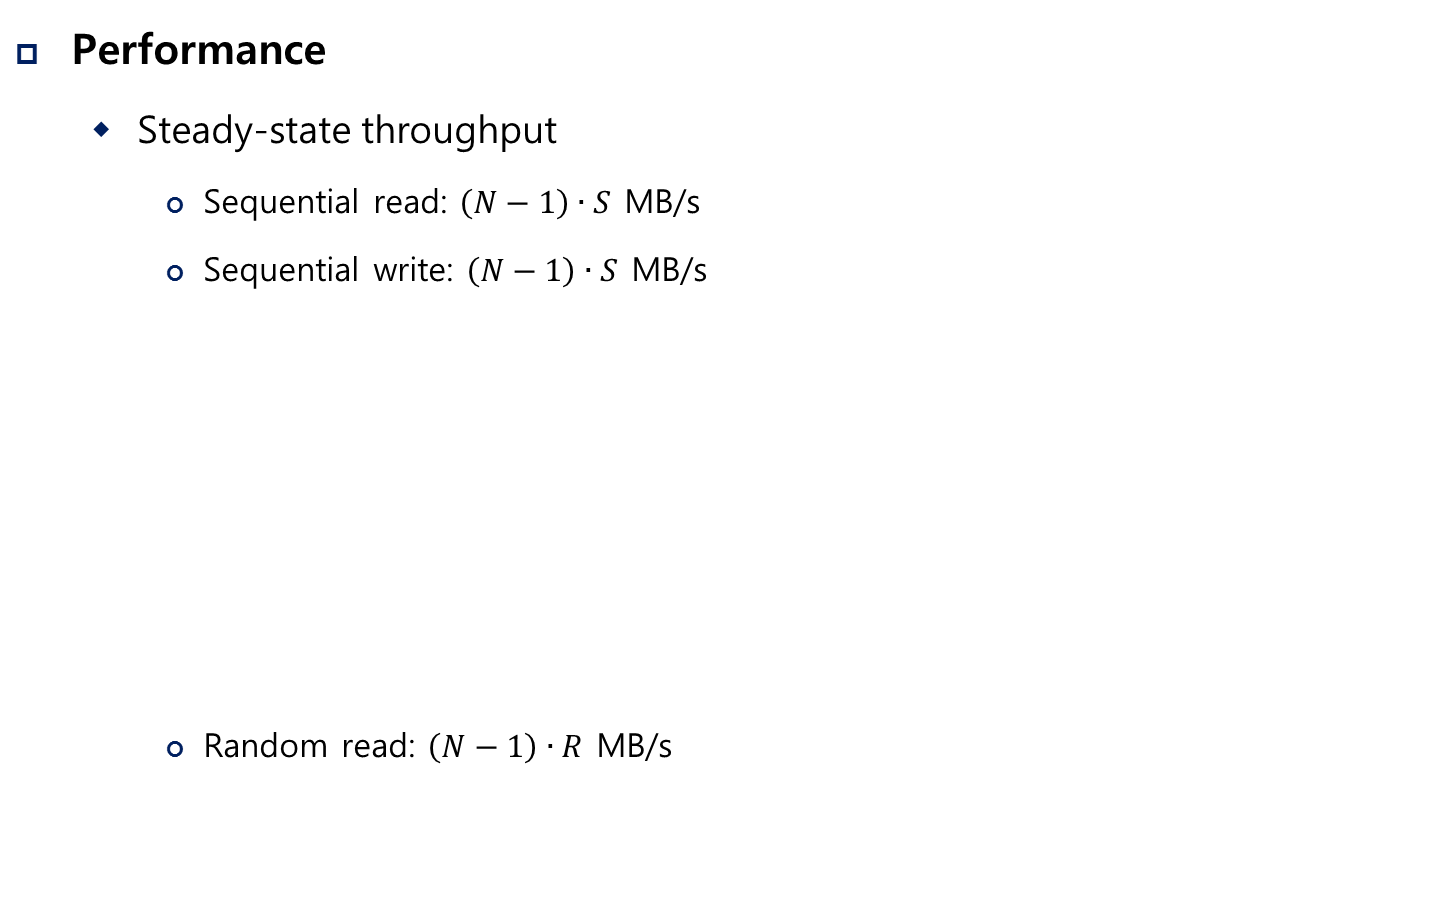 Performance
Steady-state throughput
Sequential read: (N − 1) · S MB/s
Sequential write: (N − 1) · S MB/s
Random read: (N − 1) · R MB/s